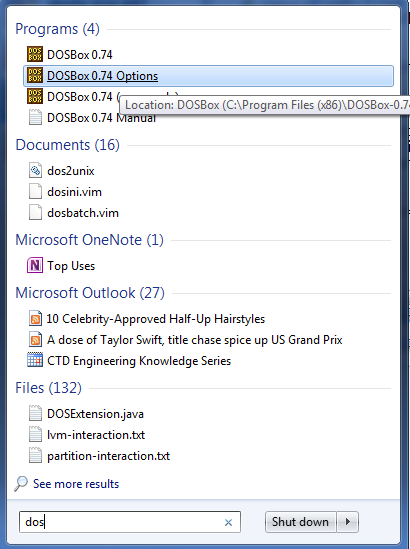 Programs (4)
DOSBox 0.74
DOSBox 0.74 Options
DOSBox 0.74 (
Location: DOSBox (C:\Program Files (x86)\DOSBox-0.74
DOSBox 0.74 Manual
Documents (16)
dos2unix
dosini.vim
dosbatch.vim
Microsoft OneNote (1)
Top Uses
Microsoft Outlook (27)
10 Celebrity-Approved Half-Up Hairstyles
A dose of Taylor Swift, title chase spice up US Grand Prix
CTD Engineering Knowledge Series
Files (132)
DOSExtension.java
lvm-interaction.txt
partition-interaction.txt
See more results
dos
Shut down